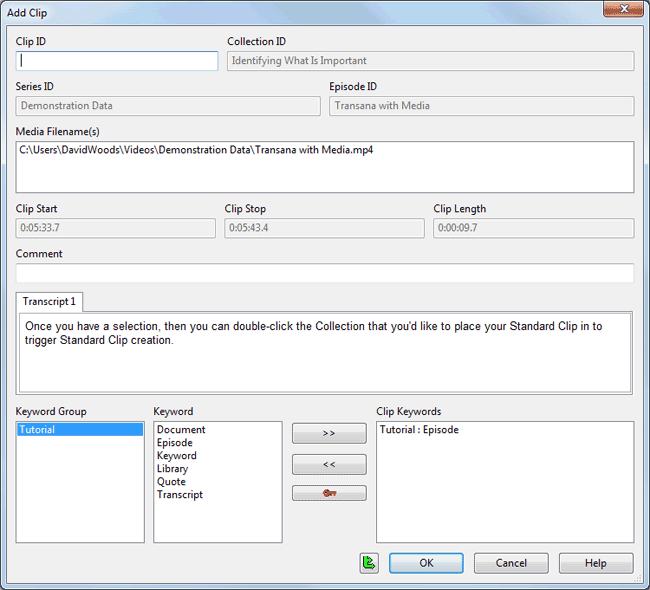 Add Clip
Clip ID
Collection ID
Identifying What Is Important
Series ID
Episode ID
Demonstration Data
Transana with Media
Media Filename(s)
C:\Users\DavidWoods\Videos\Demonstration Data\Transana with Media.mp4
Clip Start
Clip Stop
Clip Length
0:05:33.7
0:05:43.4
0:00:09.7
Comment
Transcript 1
Once you have a selection, then you can double-click the Collection that you'd like to place your Standard Clip in to
trigger Standard Clip creation.
Keyword Group
Keyword
Clip Keywords
Tutorial
Document
Episode
Keyword
Library
Quote
Transcript
>>
<<
Tutorial : Episode
OK
Cancel
Help